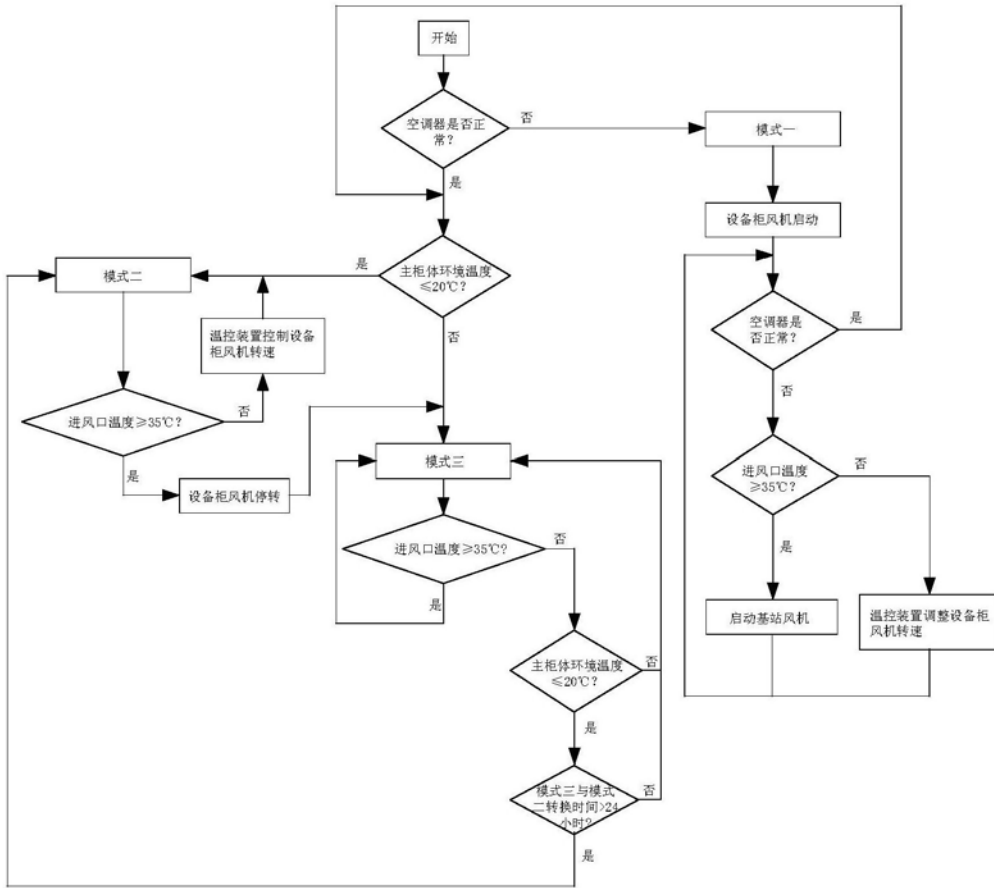 开始
空调器是否正
常？
否
模式一
是
设备柜风机启动
主柜体环境温度
≤20℃？
是
模式二
否
温控装置控制设备
柜风机转速
空调器是
否正常？
是
否
进风口温度≥35℃？
否
是
设备柜风机停转
模式三
进风口温度
≥35℃？
否
是
进风口温度≥35℃？
否
是
启动基站风机
温控装置调整设备柜
风机转速
主柜体环境温度
≤20℃？
否
是
模式三与模式
二转换时间>24
小时？
否
是